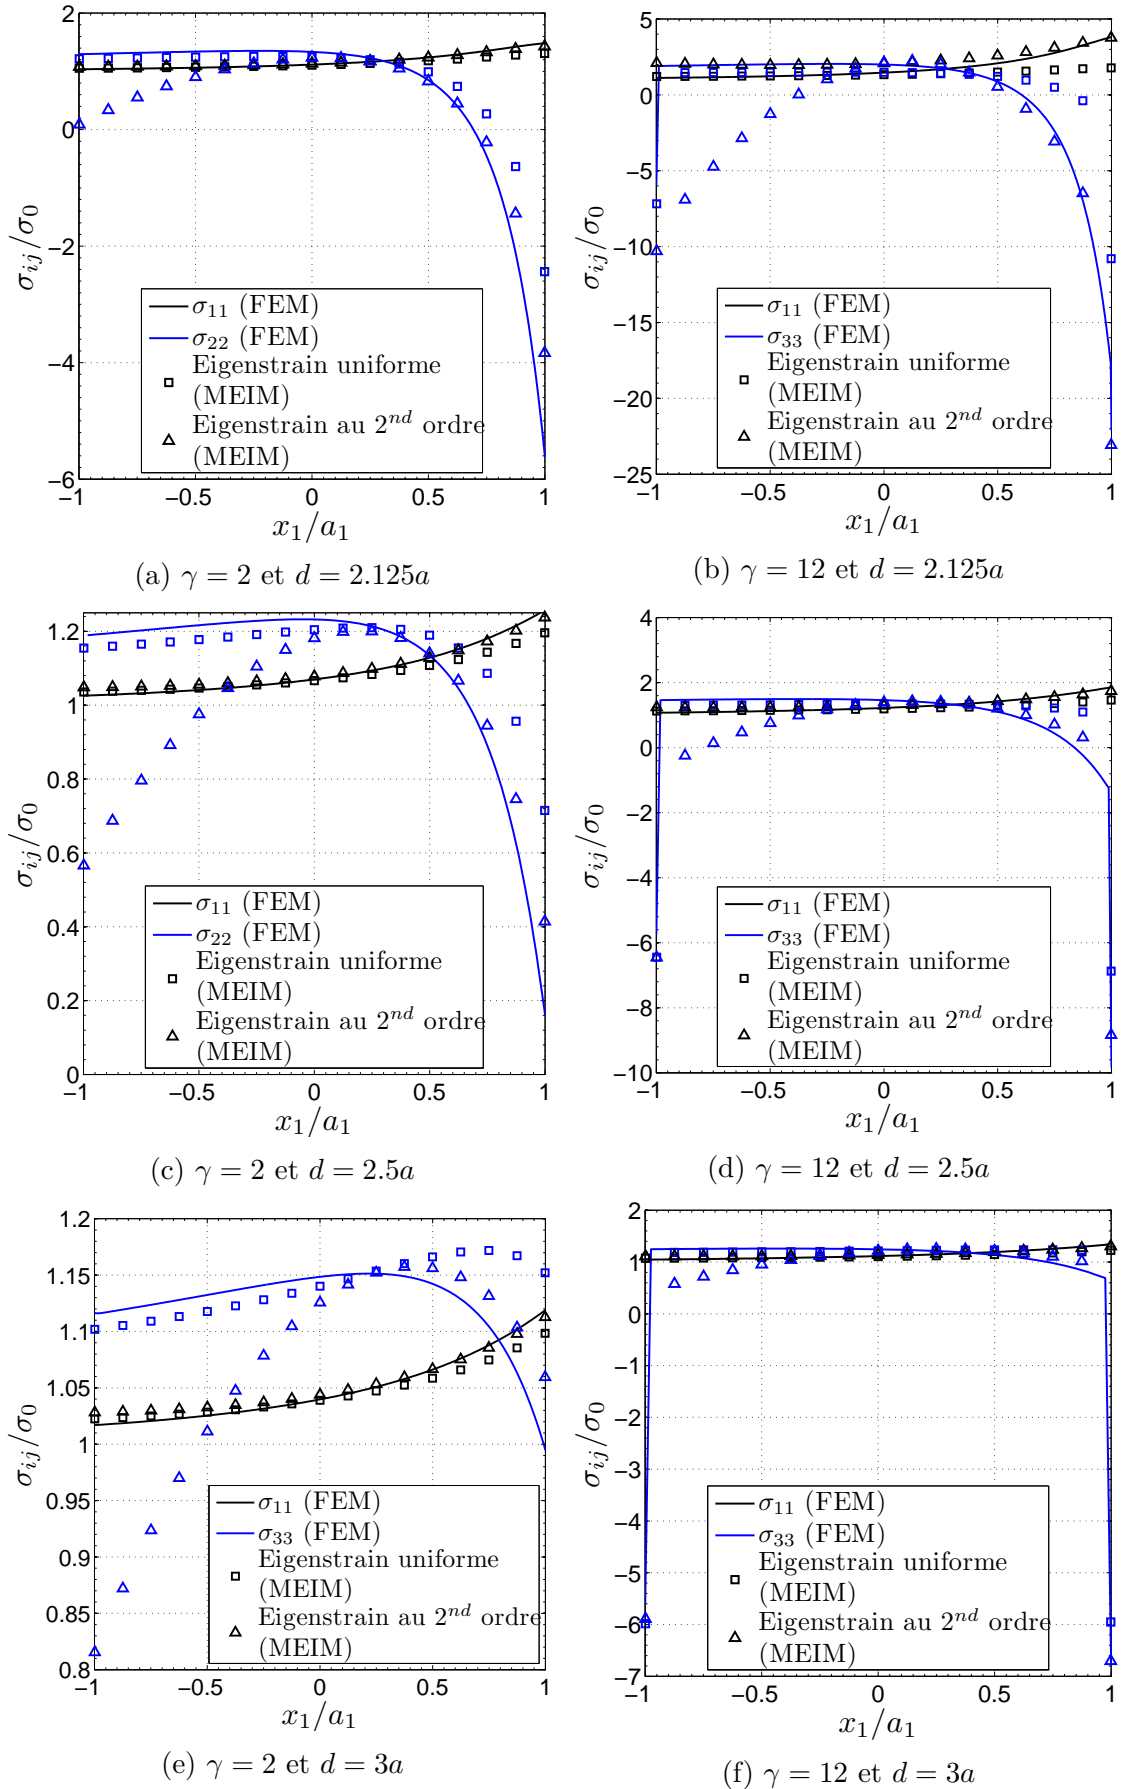 2
0
−2
−4
−6
−1
−0.5
0
0.5
1
σij/σ0
x1/a1
σ11 (FEM)
σ22 (FEM)
Eigenstrain uniforme
(MEIM)
Eigenstrain au 2nd ordre
(MEIM)
(a) γ = 2 et d = 2.125a
5
0
−5
−10
−15
−20
−25
−1
−0.5
0
0.5
1
σij/σ0
x1/a1
σ11 (FEM)
σ33 (FEM)
Eigenstrain uniforme
(MEIM)
Eigenstrain au 2nd ordre
(MEIM)
(b) γ = 12 et d = 2.125a
1.2
1
0.8
0.6
0.4
0.2
0
−1
−0.5
0
0.5
1
σij/σ0
x1/a1
σ11 (FEM)
σ22 (FEM)
Eigenstrain uniforme
(MEIM)
Eigenstrain au 2nd ordre
(MEIM)
(c) γ = 2 et d = 2.5a
4
2
0
−2
−4
−6
−8
−10
−1
−0.5
0
0.5
1
σij/σ0
x1/a1
σ11 (FEM)
σ33 (FEM)
Eigenstrain uniforme
(MEIM)
Eigenstrain au 2nd ordre
(MEIM)
(d) γ = 12 et d = 2.5a
1.2
1.15
1.1
1.05
1
0.95
0.9
0.85
0.8
−1
−0.5
0
0.5
1
σij/σ0
x1/a1
σ11 (FEM)
σ33 (FEM)
Eigenstrain uniforme
(MEIM)
Eigenstrain au 2nd ordre
(MEIM)
(e) γ = 2 et d = 3a
2
1
0
−1
−2
−3
−4
−5
−6
−7
−1
−0.5
0
0.5
1
σij/σ0
x1/a1
σ11 (FEM)
σ33 (FEM)
Eigenstrain uniforme
(MEIM)
Eigenstrain au 2nd ordre
(MEIM)
(f) γ = 12 et d = 3a